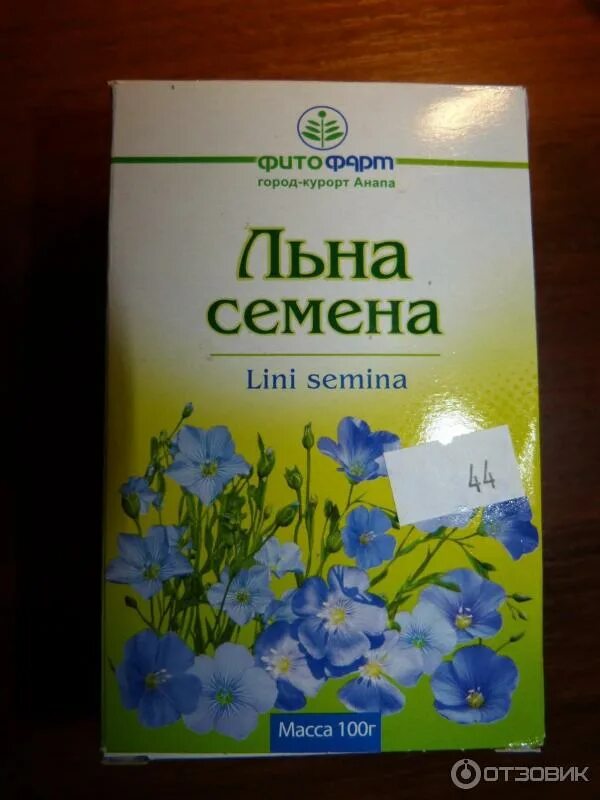 фитофарм
город-курорт Анапа
Льна
семена
Lini semina
44
Масса 100г
ОТЗОВИК